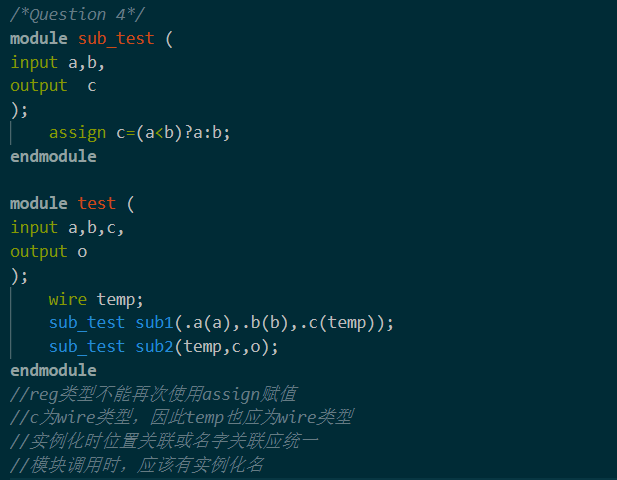 /*Question 4*/
module sub_test (
input a,b,
output  c
);
    assign c=(a<b)?a:b;
endmodule

module test (
input a,b,c,
output o
);
    wire temp;
    sub_test sub1(.a(a),.b(b),.c(temp));
    sub_test sub2(temp,c,o);
endmodule
//reg类型不能再次使用assign赋值
//c为wire类型，因此temp也应为wire类型
//实例化时位置关联或名字关联应统一
//模块调用时，应该有实例化名